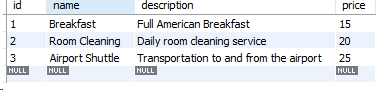 id name description price
1 Breakfast Full American Breakfast 15
2 Room Cleaning Daily room cleaning service 20
3 Airport Shuttle Transportation to and from the airport 25
NULL NULL NULL NULL